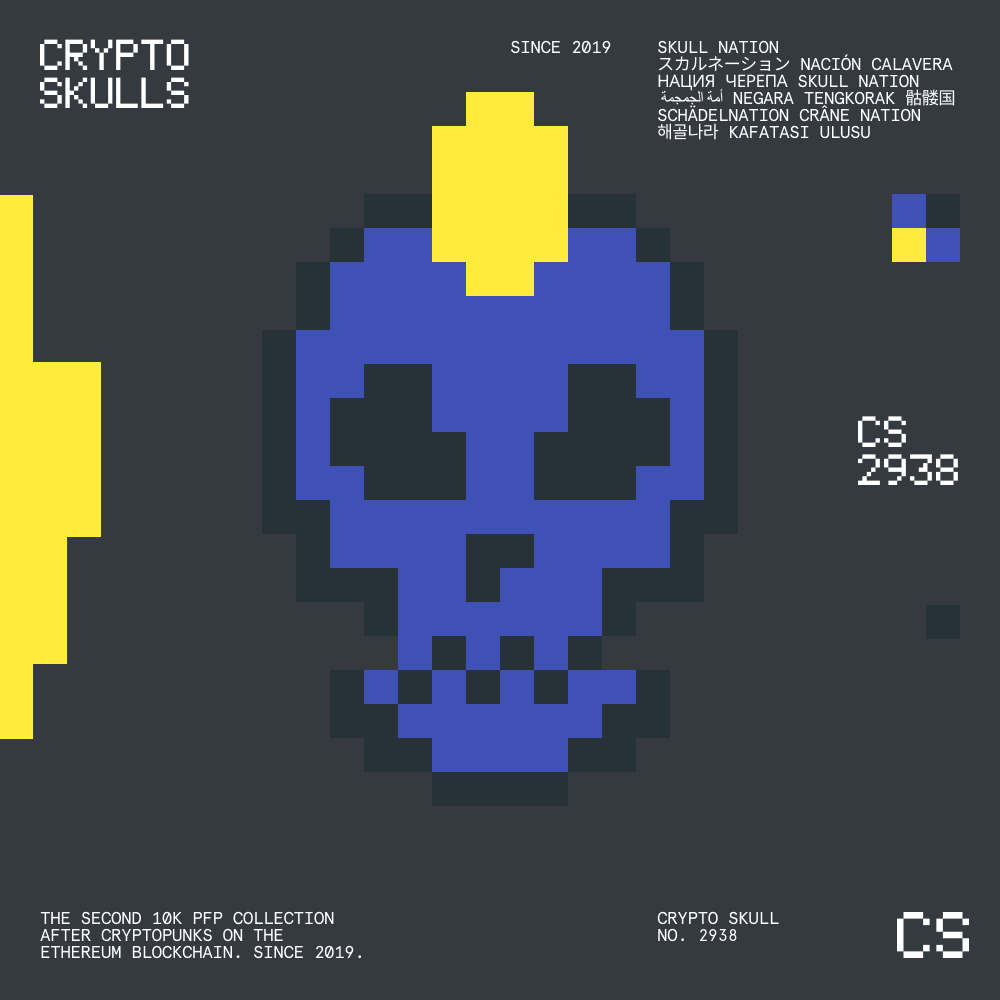 CRYPTO
SKULLS
SINCE 2019
SKULL NATION
スカルネーション NACIÓN CALAVERA
НАЦИЯ ЧЕРЕПА SKULL NATION
أمة الجمجمة NEGARA TENGKORAK 骷髅国
SCHÄDELNATION CRÂNE NATION
해골나라 KAFATASI ULUSU
CS
2938
THE SECOND 10K PFP COLLECTION
AFTER CRYPTOPUNKS ON THE
ETHEREUM BLOCKCHAIN. SINCE 2019.
CRYPTO SKULL
NO. 2938
CS